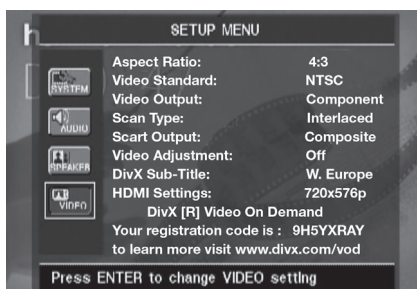 SETUP MENU
SYSTEM
AUDIO
SPEAKER
VIDEO
Aspect Ratio: 4:3
Video Standard: NTSC
Video Output: Component
Scan Type: Interlaced
Scart Output: Composite
Video Adjustment: Off
DivX Sub-Title: W. Europe
HDMI Settings: 720x576p
DivX [R] Video On Demand
Your registration code is : 9H5YXRAY
to learn more visit www.divx.com/vod
Press ENTER to change VIDEO setting